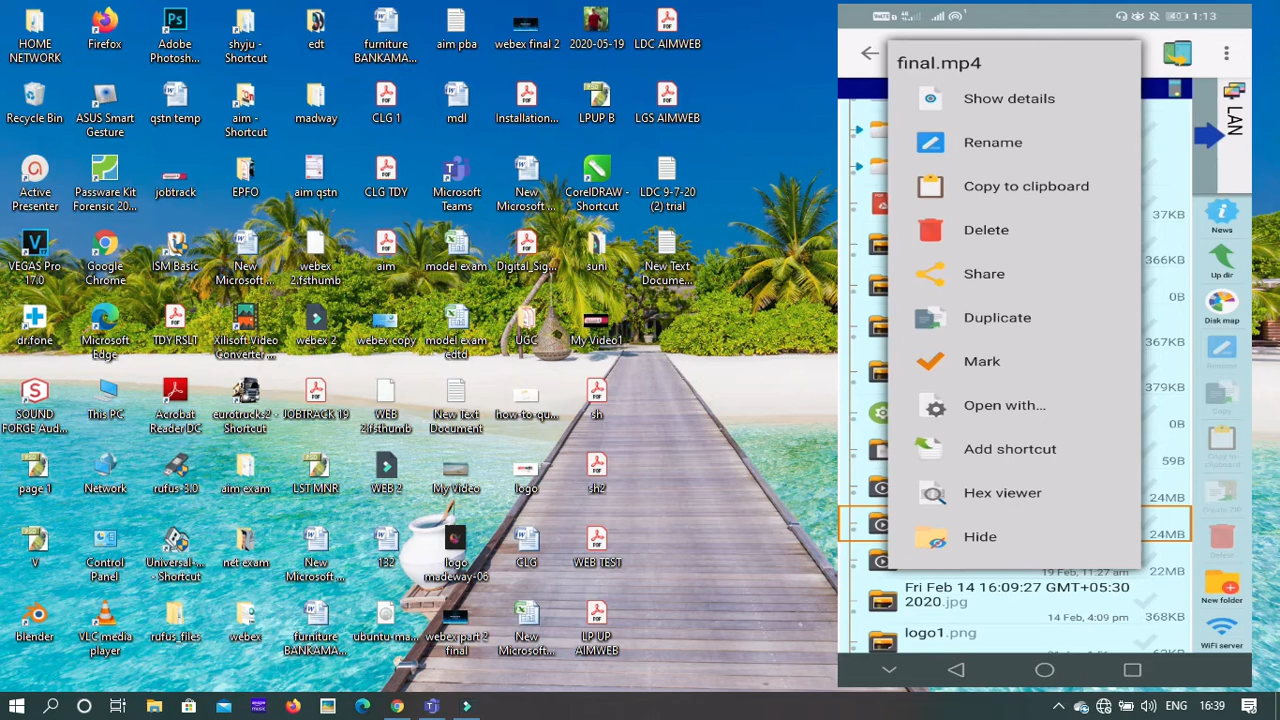 HOME
NETWORK
Firefox
Adobe
Photosh...
shyju -
Shortcut
edt
furniture
BANKAMA...
aim pba
webex final 2
2020-05-19
LDC AIMWEB
Recycle Bin
ASUS Smart
Gesture
qstn temp
aim -
Shortcut
madway
CLG 1
mdl
Installation...
LPUP B
LGS AIMWEB
Active
Presenter
Passware Kit
Forensic 20...
jobtrack
EPFO
aim qstn
CLG TDY
Microsoft
Teams
New
Microsoft ...
CorelDRAW -
Shortcut
LDC 9-7-20
(2) trial
VEGAS Pro
17.0
Google
Chrome
ISM Basic
New
Microsoft ...
webex
2.fsthumb
aim
model exam
Digital_Sig...
suni
New Text
Docume...
dr.fone
Microsoft
Edge
TDY RSLT
Xilisoft Video
Converter ...
webex 2
webex copy
model exam
edtd
UGC
My Video1
SOUND
FORGE Aud...
This PC
Acrobat
Reader DC
eurotrucks2 -
Shortcut
JOBTRACK 19
WEB
2.fsthumb
New Text
Document
how-to-qu...
sh
page 1
Network
rufus-3.0
aim exam
LST MNR
WEB 2
My Video
logo
sh2
V
Control
Panel
Universal ...
- Shortcut
net exam
New
Microsoft ...
132
logo
madeway-06
CLG
WEB TEST
blender
VLC media
player
rufus_files
webex
furniture
BANKAMA...
ubuntu-ma...
webex part 2
final
New
Microsoft...
LP UP
AIMWEB
ENG
16:39
40
1:13
final.mp4
Show details
Rename
Copy to clipboard
Delete
Share
Duplicate
Mark
Open with...
Add shortcut
Hex viewer
Hide
37KB
366KB
0B
367KB
379KB
0B
59B
24MB
24MB
22MB
19 Feb, 11:27 am
Fri Feb 14 16:09:27 GMT+05:30
2020.jpg
14 Feb, 4:09 pm
368KB
logo1.png
LAN
News
Up dir
Disk map
Rename
Copy
Copy to
clipboard
Create ZIP
Delete
New folder
WiFi server